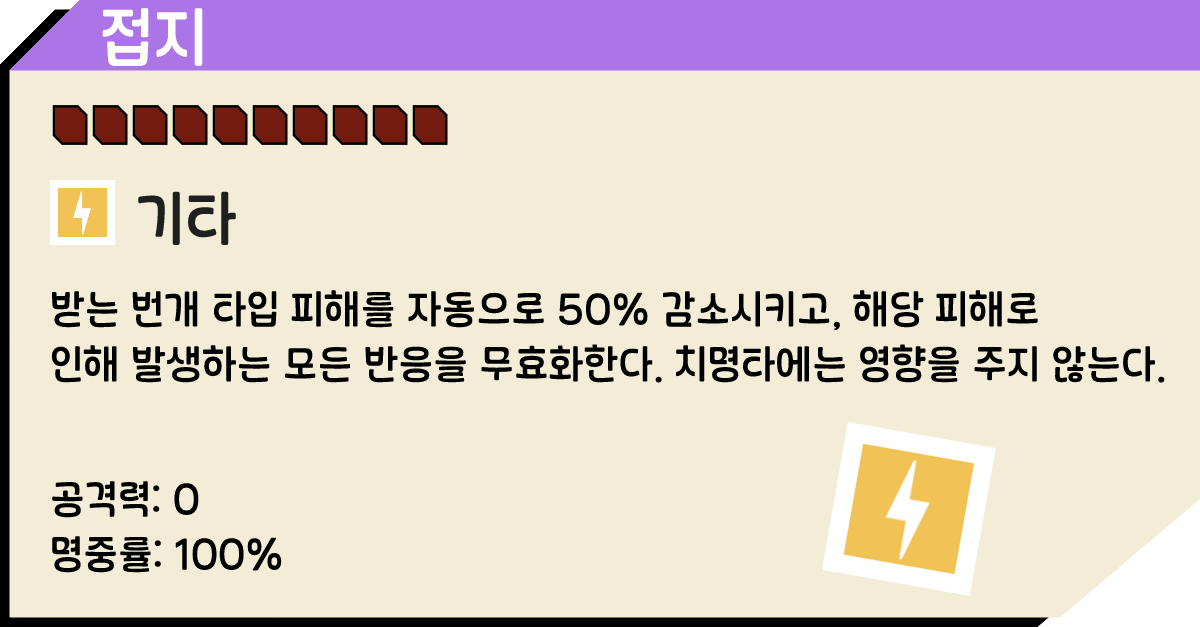 접지
기타
받는 번개 타입 피해를 자동으로 50% 감소시키고, 해당 피해로
인해 발생하는 모든 반응을 무효화한다. 치명타에는 영향을 주지 않는다.
공격력: 0
명중률: 100%